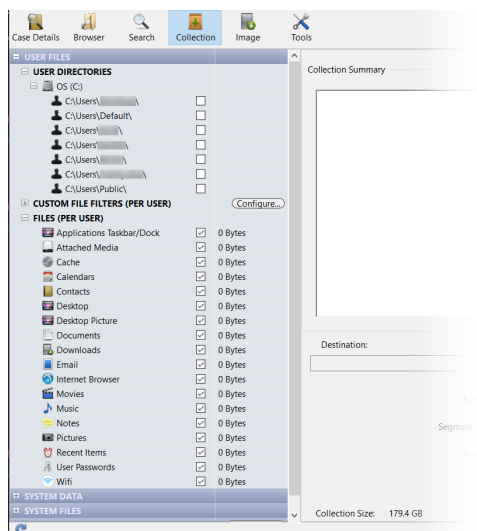 Case Details Browser Search Collection Image Tools
USER FILES
USER DIRECTORIES
OS (C:)
C:\Users\ \
C:\Users\Default\
C:\Users\ \
C:\Users\ \
C:\Users\ \
C:\Users\ \
C:\Users\Public\
CUSTOM FILE FILTERS (PER USER) Configure...
FILES (PER USER)
Applications Taskbar/Dock 0 Bytes
Attached Media 0 Bytes
Cache 0 Bytes
Calendars 0 Bytes
Contacts 0 Bytes
Desktop 0 Bytes
Desktop Picture 0 Bytes
Documents 0 Bytes
Downloads 0 Bytes
Email 0 Bytes
Internet Browser 0 Bytes
Movies 0 Bytes
Music 0 Bytes
Notes 0 Bytes
Pictures 0 Bytes
Recent Items 0 Bytes
User Passwords 0 Bytes
Wifi 0 Bytes
SYSTEM DATA
SYSTEM FILES
Collection Summary
Destination:
Segment
Collection Size: 179.4 GB